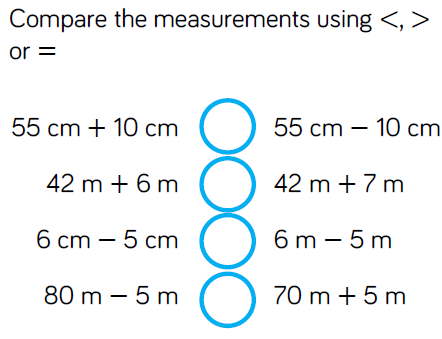 Compare the measurements using <, >
or =
55 cm + 10 cm 55 cm – 10 cm
42 m + 6 m 42 m + 7 m
6 cm – 5 cm 6 m – 5 m
80 m – 5 m 70 m + 5 m